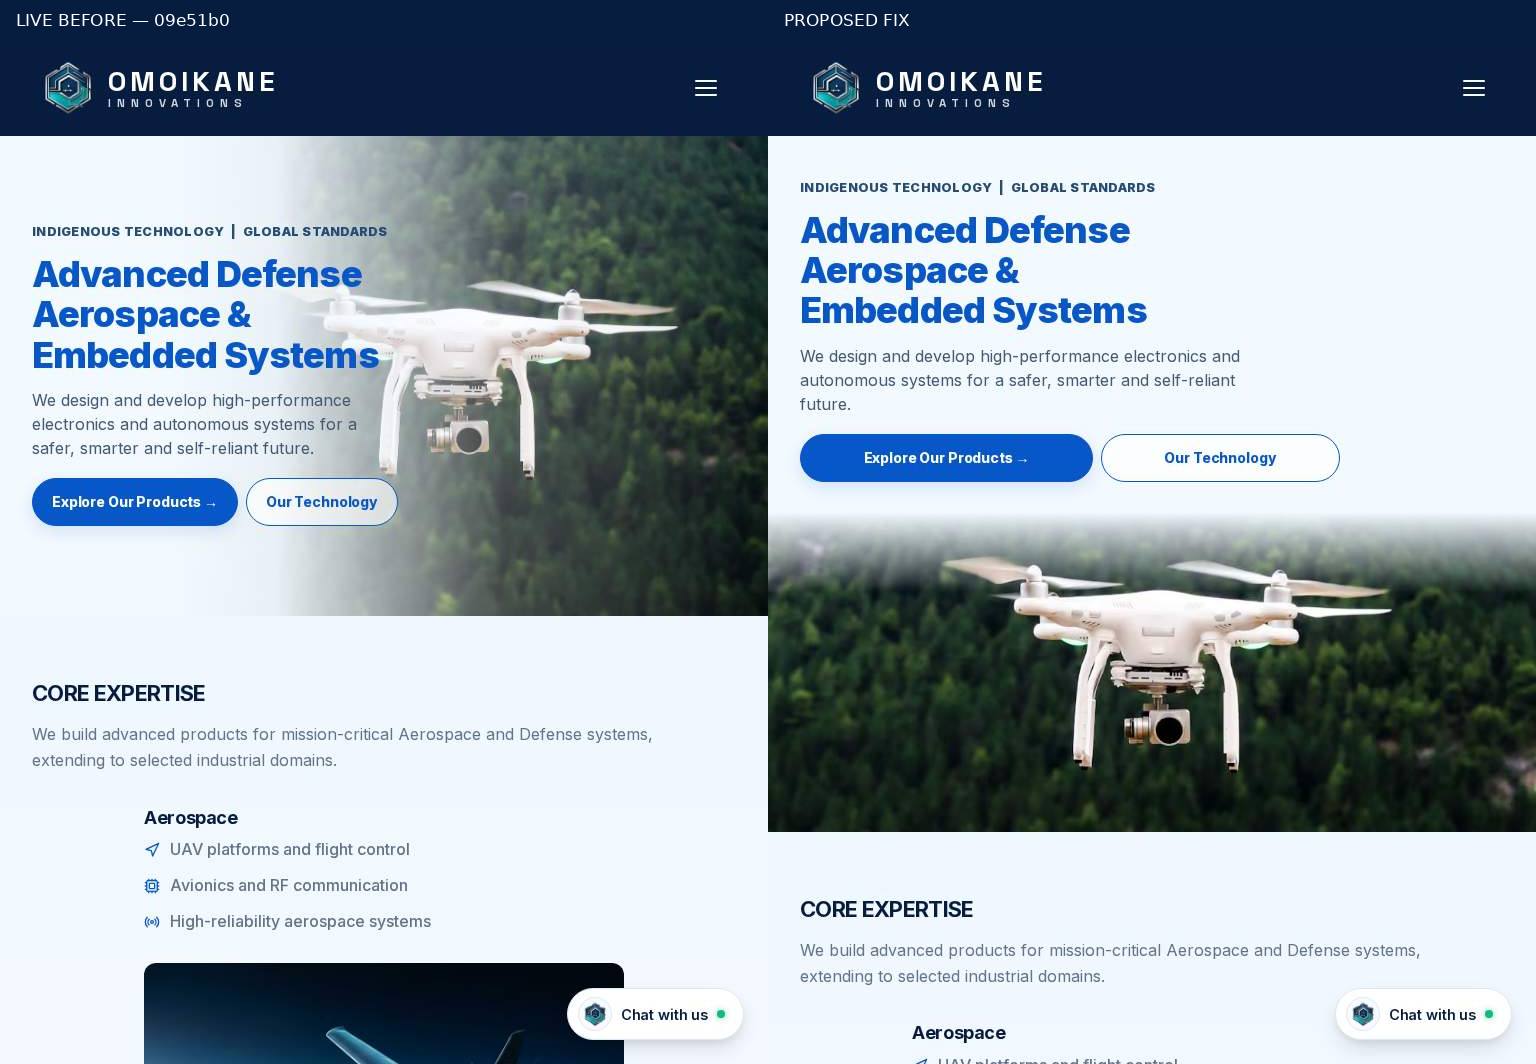 LIVE BEFORE — 09e51b0
OMOIKANE
INNOVATIONS
INDIGENOUS TECHNOLOGY | GLOBAL STANDARDS
Advanced Defense
Aerospace &
Embedded Systems
We design and develop high-performance
electronics and autonomous systems for a
safer, smarter and self-reliant future.
Explore Our Products →
Our Technology
CORE EXPERTISE
We build advanced products for mission-critical Aerospace and Defense systems,
extending to selected industrial domains.
Aerospace
UAV platforms and flight control
Avionics and RF communication
High-reliability aerospace systems
Chat with us
PROPOSED FIX
OMOIKANE
INNOVATIONS
INDIGENOUS TECHNOLOGY | GLOBAL STANDARDS
Advanced Defense
Aerospace &
Embedded Systems
We design and develop high-performance electronics and
autonomous systems for a safer, smarter and self-reliant
future.
Explore Our Products →
Our Technology
CORE EXPERTISE
We build advanced products for mission-critical Aerospace and Defense systems,
extending to selected industrial domains.
Aerospace
UAV platforms and flight control
Chat with us